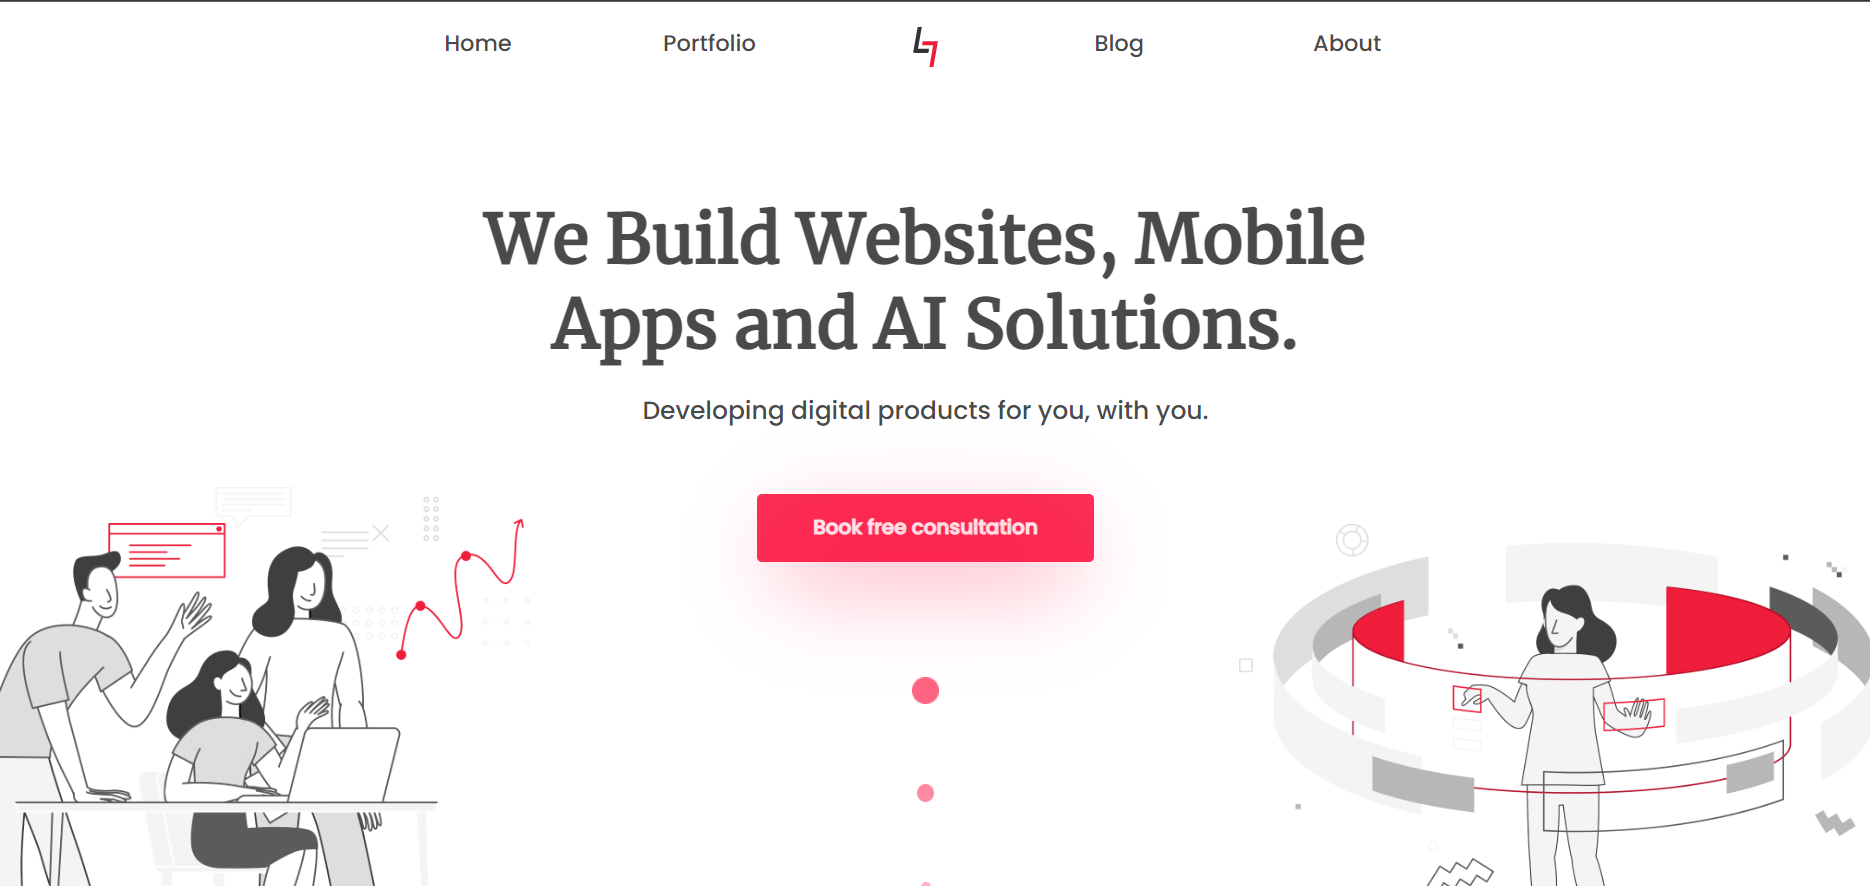 Home Portfolio Blog About
We Build Websites, Mobile
Apps and AI Solutions.
Developing digital products for you, with you.
Book free consultation